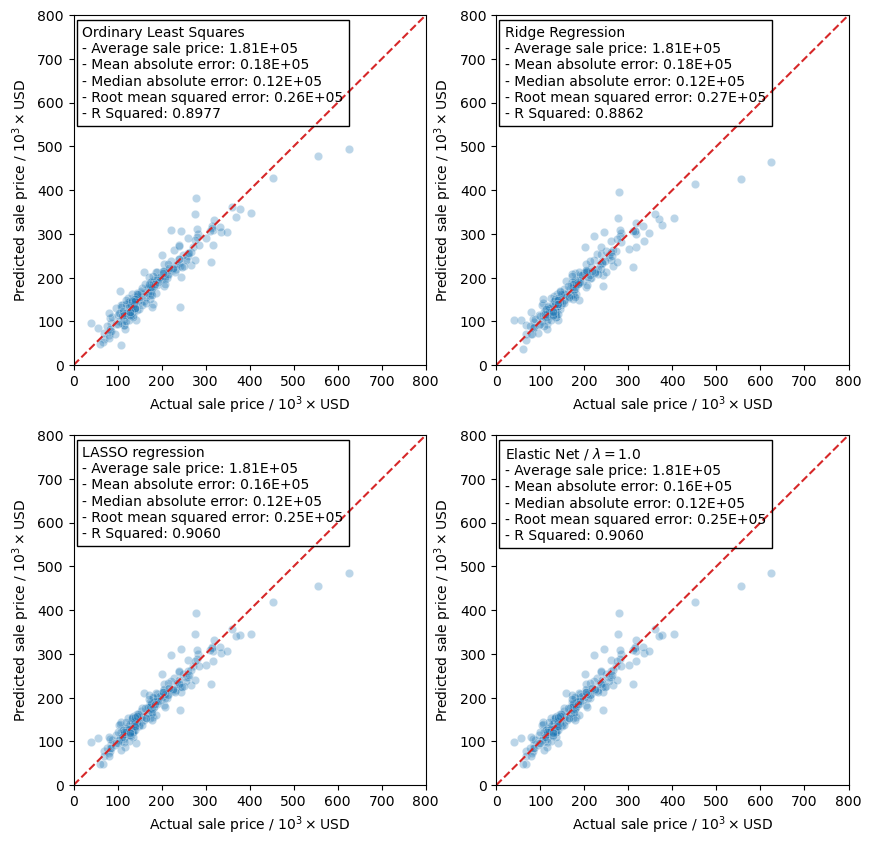 Ordinary Least Squares
- Average sale price: 1.81E+05
- Mean absolute error: 0.18E+05
- Median absolute error: 0.12E+05
- Root mean squared error: 0.26E+05
- R Squared: 0.8977
800
700
600
500
400
300
200
100
0
Predicted sale price / 10³ × USD
0 100 200 300 400 500 600 700 800
Actual sale price / 10³ × USD
Ridge Regression
- Average sale price: 1.81E+05
- Mean absolute error: 0.18E+05
- Median absolute error: 0.12E+05
- Root mean squared error: 0.27E+05
- R Squared: 0.8862
800
700
600
500
400
300
200
100
0
Predicted sale price / 10³ × USD
0 100 200 300 400 500 600 700 800
Actual sale price / 10³ × USD
LASSO regression
- Average sale price: 1.81E+05
- Mean absolute error: 0.16E+05
- Median absolute error: 0.12E+05
- Root mean squared error: 0.25E+05
- R Squared: 0.9060
800
700
600
500
400
300
200
100
0
Predicted sale price / 10³ × USD
0 100 200 300 400 500 600 700 800
Actual sale price / 10³ × USD
Elastic Net / λ = 1.0
- Average sale price: 1.81E+05
- Mean absolute error: 0.16E+05
- Median absolute error: 0.12E+05
- Root mean squared error: 0.25E+05
- R Squared: 0.9060
800
700
600
500
400
300
200
100
0
Predicted sale price / 10³ × USD
0 100 200 300 400 500 600 700 800
Actual sale price / 10³ × USD